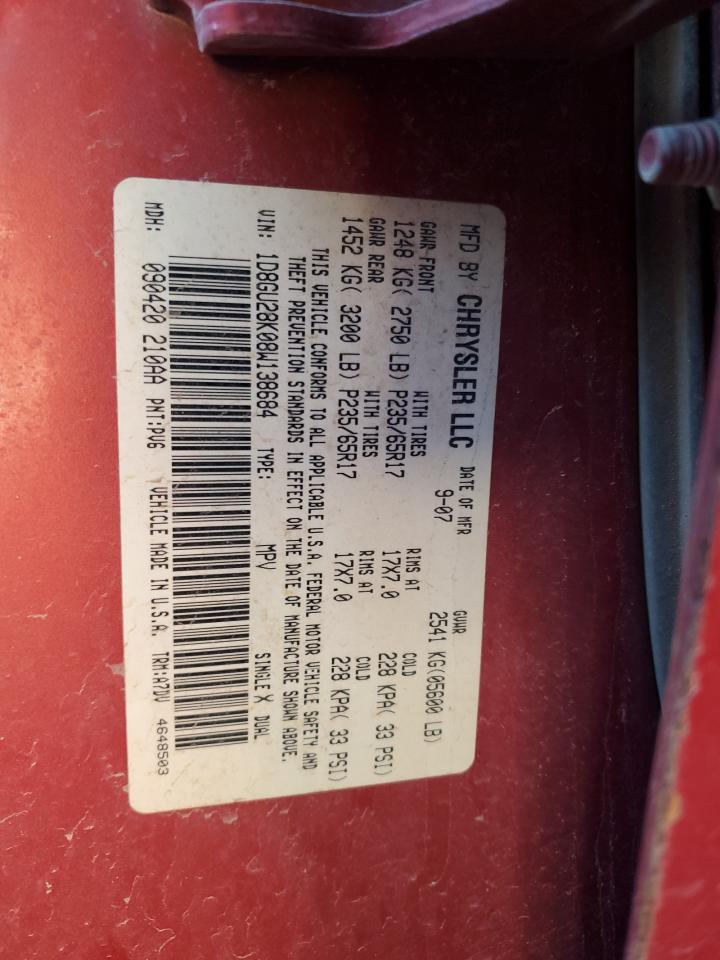 MFD BY CHRYSLER LLC DATE OF MFR GVWR
9-07 2541 KG(05600 LB)
GAWR FRONT WITH TIRES RIMS AT COLD
1248 KG( 2750 LB) P235/65R17 17X7.0 228 KPA( 33 PSI)
GAWR REAR WITH TIRES RIMS AT COLD
1452 KG( 3200 LB) P235/65R17 17X7.0 228 KPA( 33 PSI)
THIS VEHICLE CONFORMS TO ALL APPLICABLE U.S.A. FEDERAL MOTOR VEHICLE SAFETY AND
THEFT PREVENTION STANDARDS IN EFFECT ON THE DATE OF MANUFACTURE SHOWN ABOVE.
VIN: 1D8GU28K08W138684 TYPE: MPV SINGLE X DUAL
MDH: 090420 210AA PNT:PV6 VEHICLE MADE IN U.S.A. TRM:A7DV 4648503